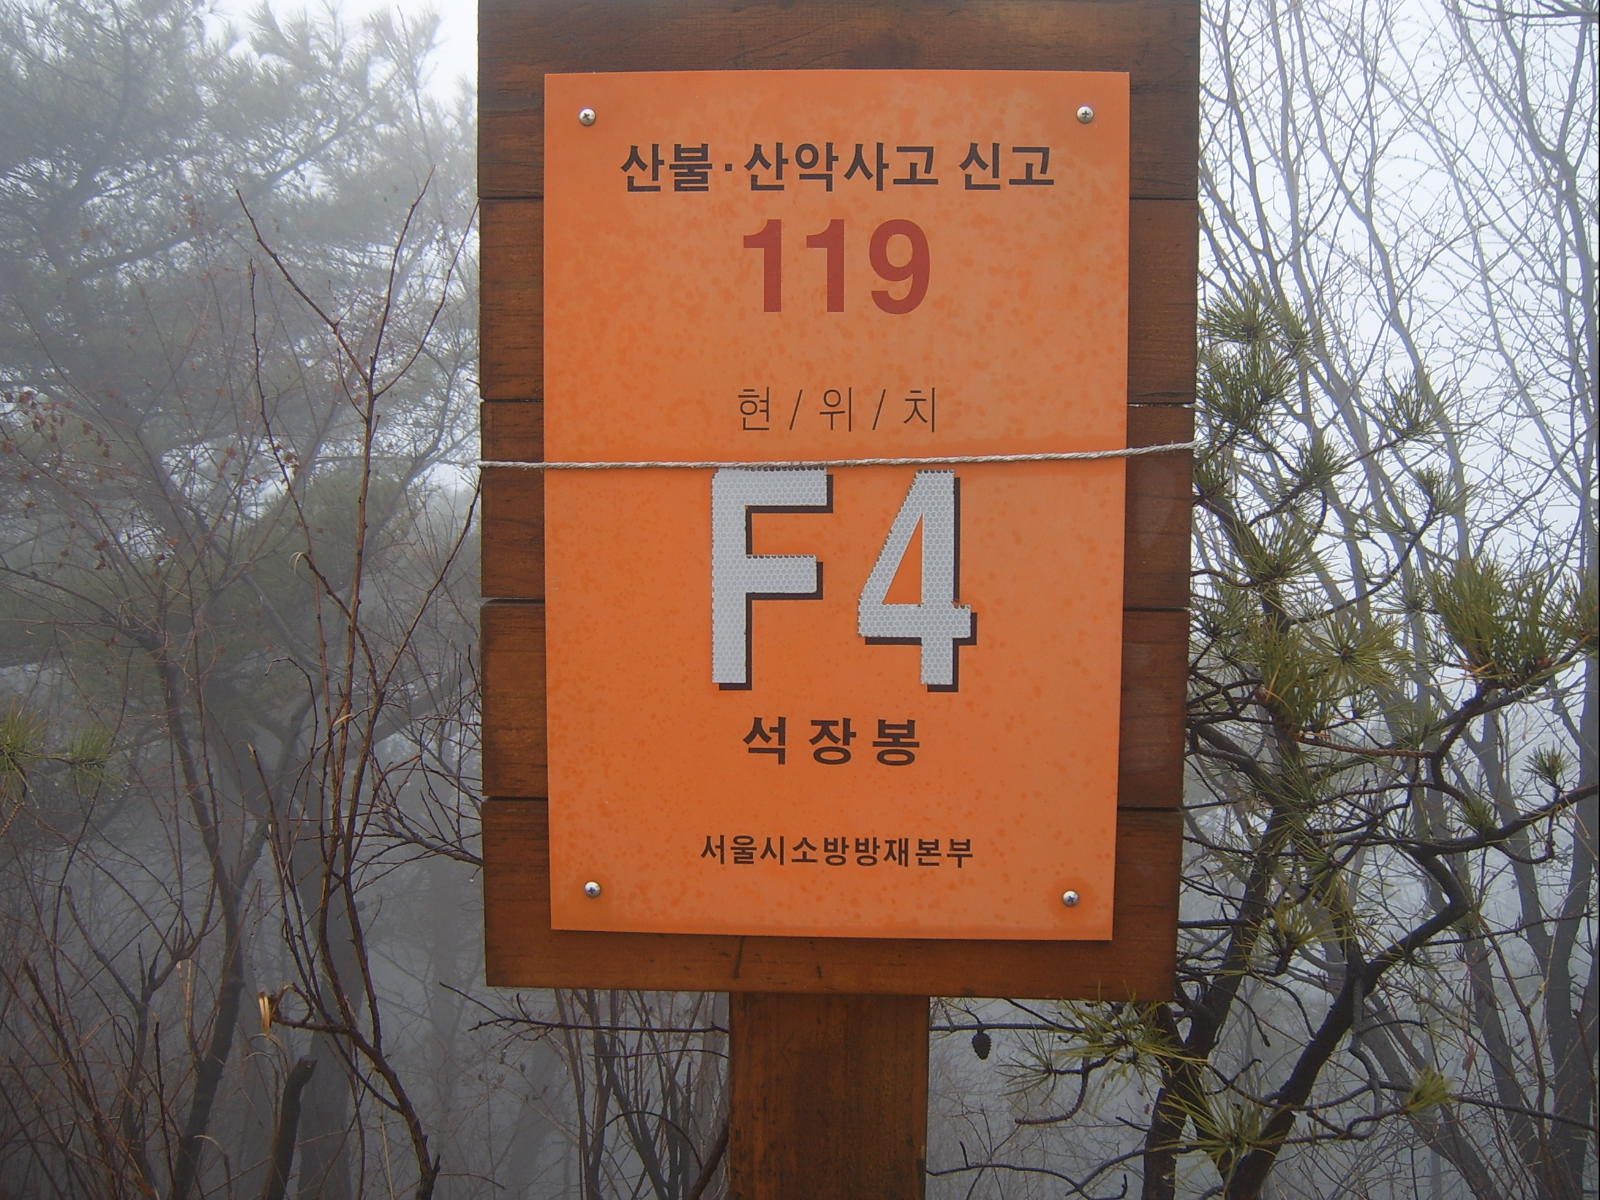 산불·산악사고 신고
119
현/위/치
F4
석장봉
서울시소방방재본부